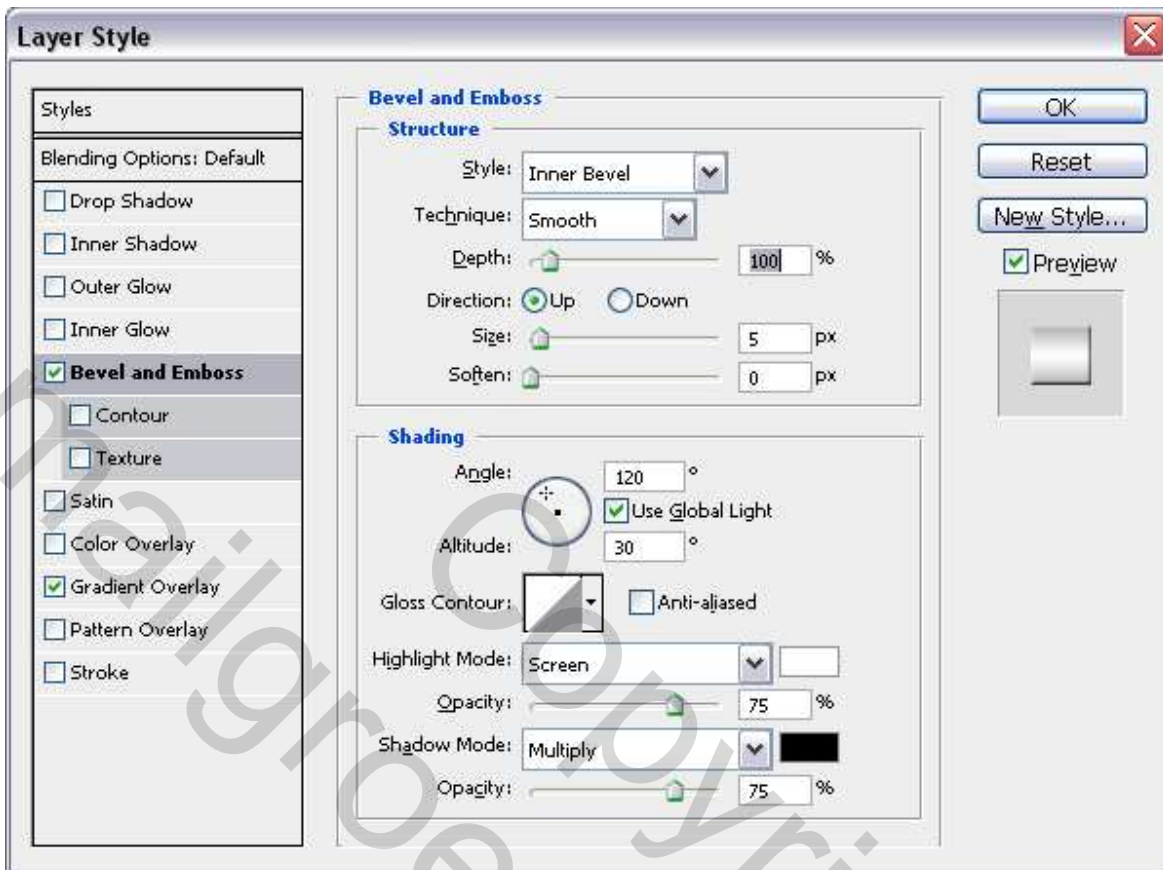 Layer Style
Styles
Blending Options: Default
Drop Shadow
Inner Shadow
Outer Glow
Inner Glow
Bevel and Emboss
Contour
Texture
Satin
Color Overlay
Gradient Overlay
Pattern Overlay
Stroke
Bevel and Emboss
Structure
Style: Inner Bevel
Technique: Smooth
Depth: 100 %
Direction: Up Down
Size: 5 px
Soften: 0 px
Shading
Angle: 120 °
Use Global Light
Altitude: 30 °
Gloss Contour: Anti-aliased
Highlight Mode: Screen
Opacity: 75 %
Shadow Mode: Multiply
Opacity: 75 %
OK
Reset
New Style...
Preview